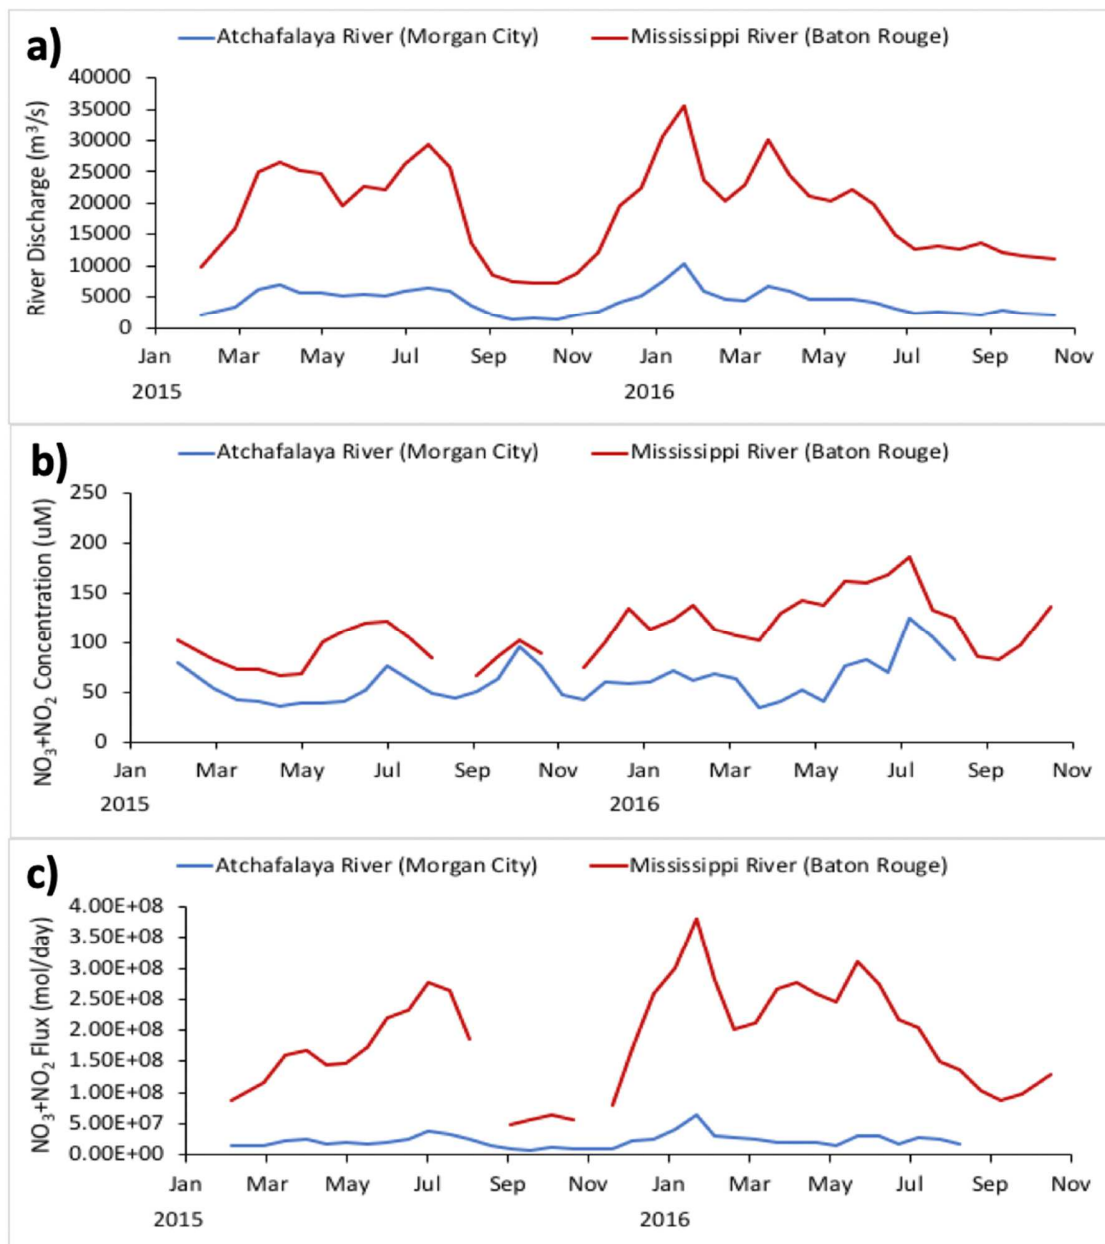 a)
Atchafalaya River (Morgan City) Mississippi River (Baton Rouge)
River Discharge (m³/s)
40000
35000
30000
25000
20000
15000
10000
5000
0
Jan Mar May Jul Sep Nov Jan Mar May Jul Sep Nov
2015 2016
b)
Atchafalaya River (Morgan City) Mississippi River (Baton Rouge)
NO₃+NO₂ Concentration (uM)
250
200
150
100
50
0
Jan Mar May Jul Sep Nov Jan Mar May Jul Sep Nov
2015 2016
c)
Atchafalaya River (Morgan City) Mississippi River (Baton Rouge)
NO₃+NO₂ Flux (mol/day)
4.00E+08
3.50E+08
3.00E+08
2.50E+08
2.00E+08
1.50E+08
1.00E+08
5.00E+07
0.00E+00
Jan Mar May Jul Sep Nov Jan Mar May Jul Sep Nov
2015 2016